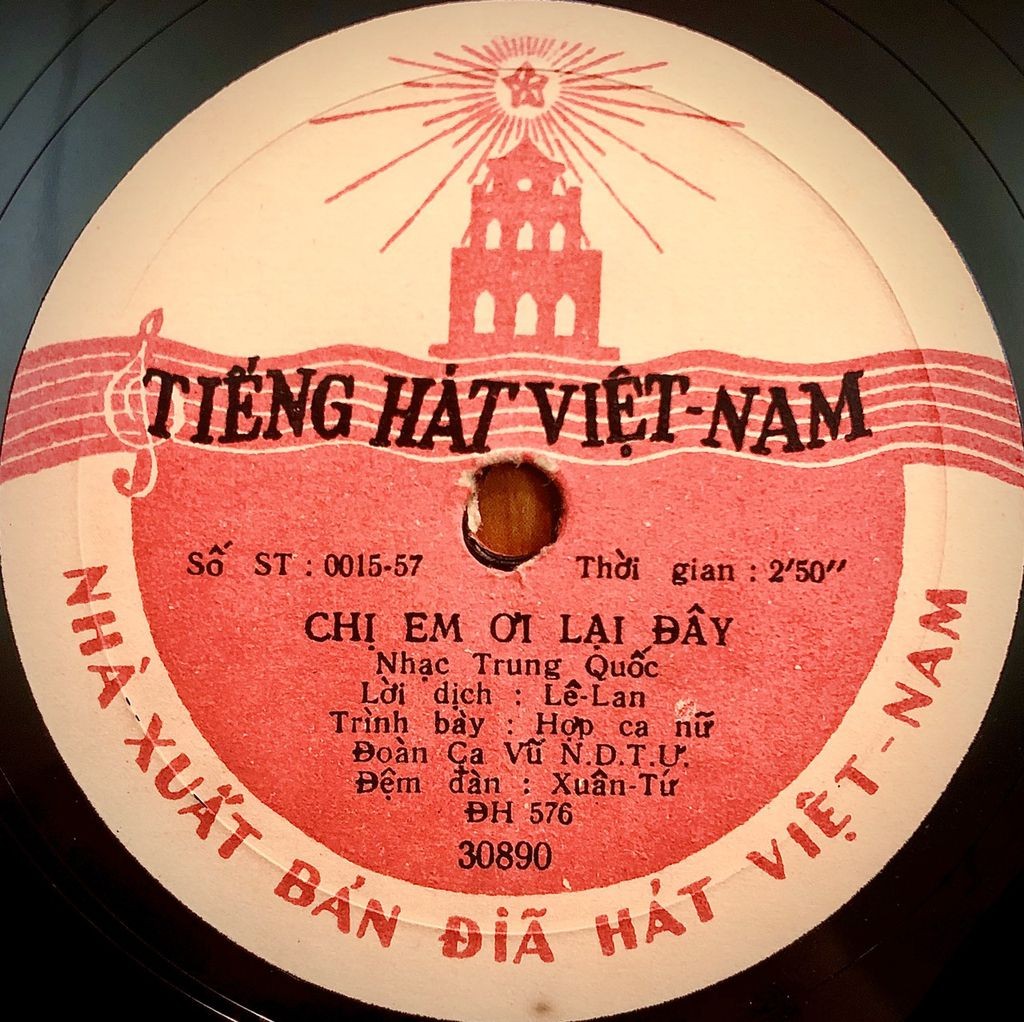 TIẾNG HÁT VIỆT-NAM
Số ST : 0015-57
Thời gian : 2'50''
CHỊ EM ƠI LẠI ĐÂY
Nhạc Trung Quốc
Lời dịch : Lê-Lan
Trình bày : Hợp ca nữ
Đoàn Ca Vũ N.D.T.Ư.
Đệm đàn : Xuân-Tứ
ĐH 576
30890
NHÀ XUẤT BẢN ĐIÃ HÁT VIỆT-NAM